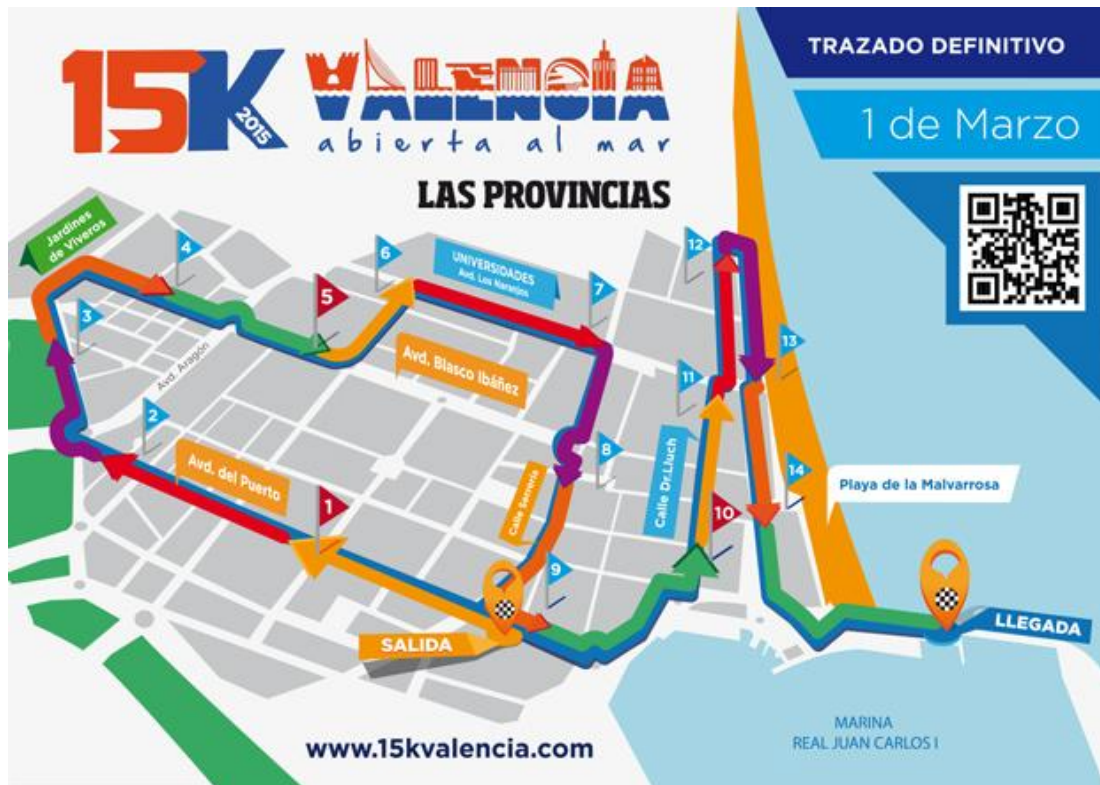 15K
2015
VALENCIA
abierta al mar
LAS PROVINCIAS
TRAZADO DEFINITIVO
1 de Marzo
Jardines
de Viveros
4
6
UNIVERSIDADES
Avd. Los Naranjos
12
5
7
3
13
Avd. Aragón
Avd. Blasco Ibáñez
11
2
8
Avd. del Puerto
Calle Serrería
Calle Dr.Lluch
14
Playa de la Malvarrosa
1
10
9
SALIDA
LLEGADA
MARINA
REAL JUAN CARLOS I
www.15kvalencia.com